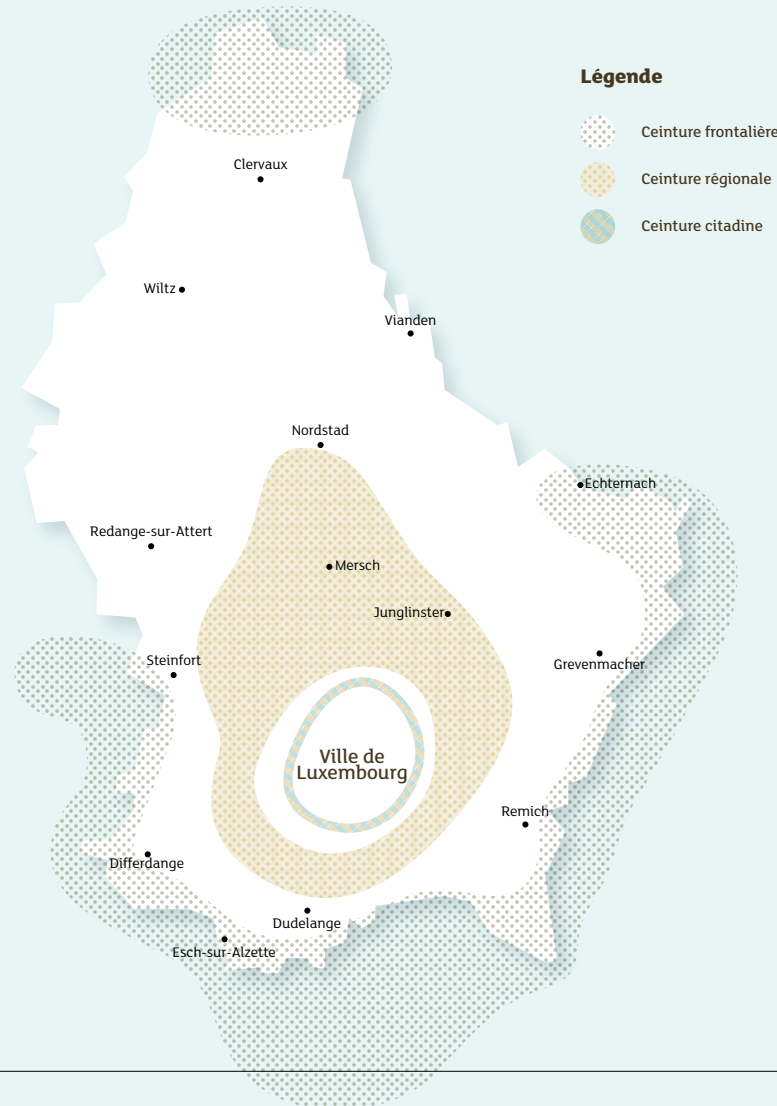 Légende
Ceinture frontalière
Ceinture régionale
Ceinture citadine
Clervaux
Wiltz
Vianden
Nordstad
Echternach
Redange-sur-Attert
Mersch
Junglinster
Steinfort
Grevenmacher
Ville de
Luxembourg
Remich
Differdange
Dudelange
Esch-sur-Alzette